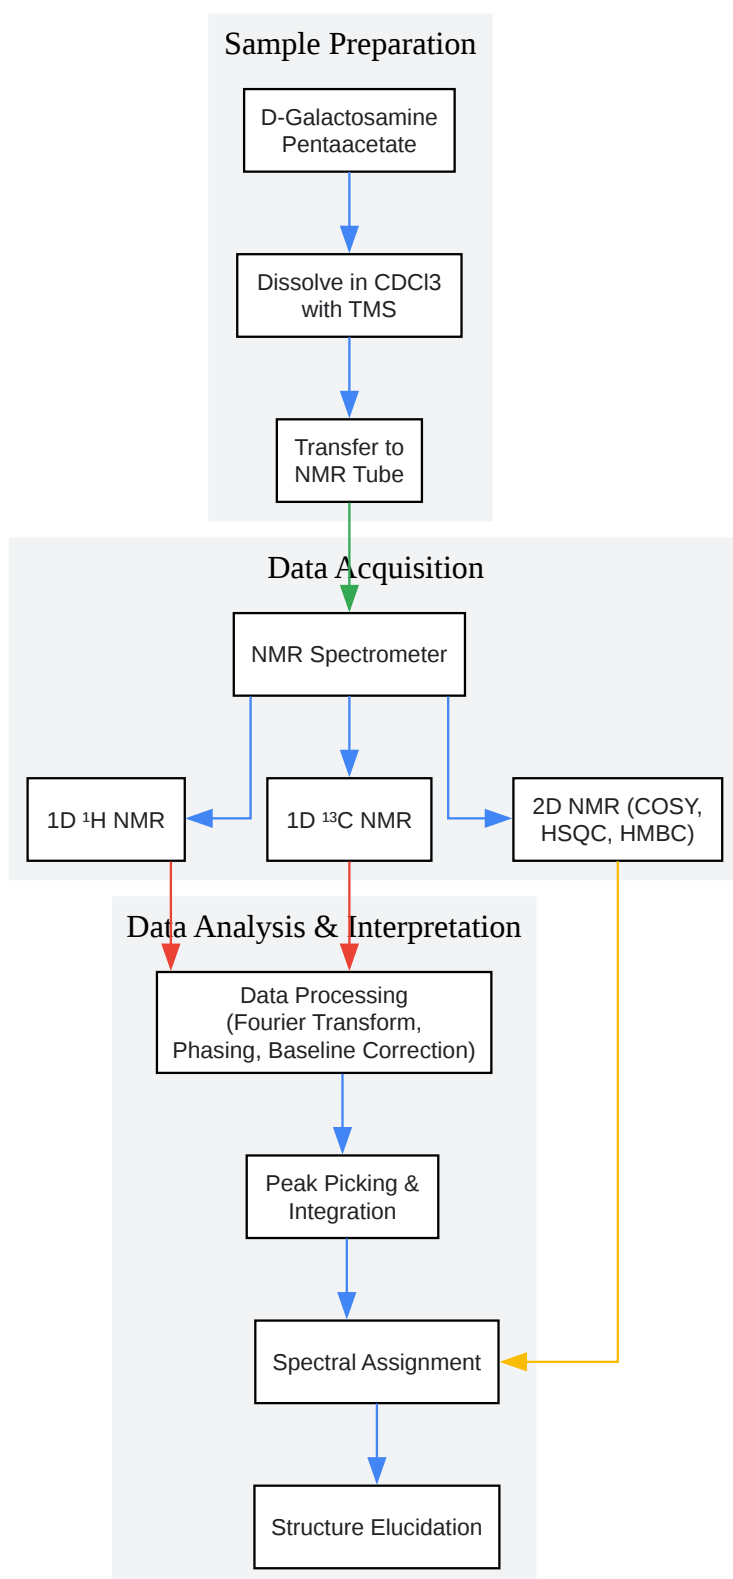 Sample Preparation
D-Galactosamine
Pentaacetate
Dissolve in CDCl3
with TMS
Transfer to
NMR Tube
Data Acquisition
NMR Spectrometer
1D ¹H NMR
1D ¹³C NMR
2D NMR (COSY,
HSQC, HMBC)
Data Analysis & Interpretation
Data Processing
(Fourier Transform,
Phasing, Baseline Correction)
Peak Picking &
Integration
Spectral Assignment
Structure Elucidation